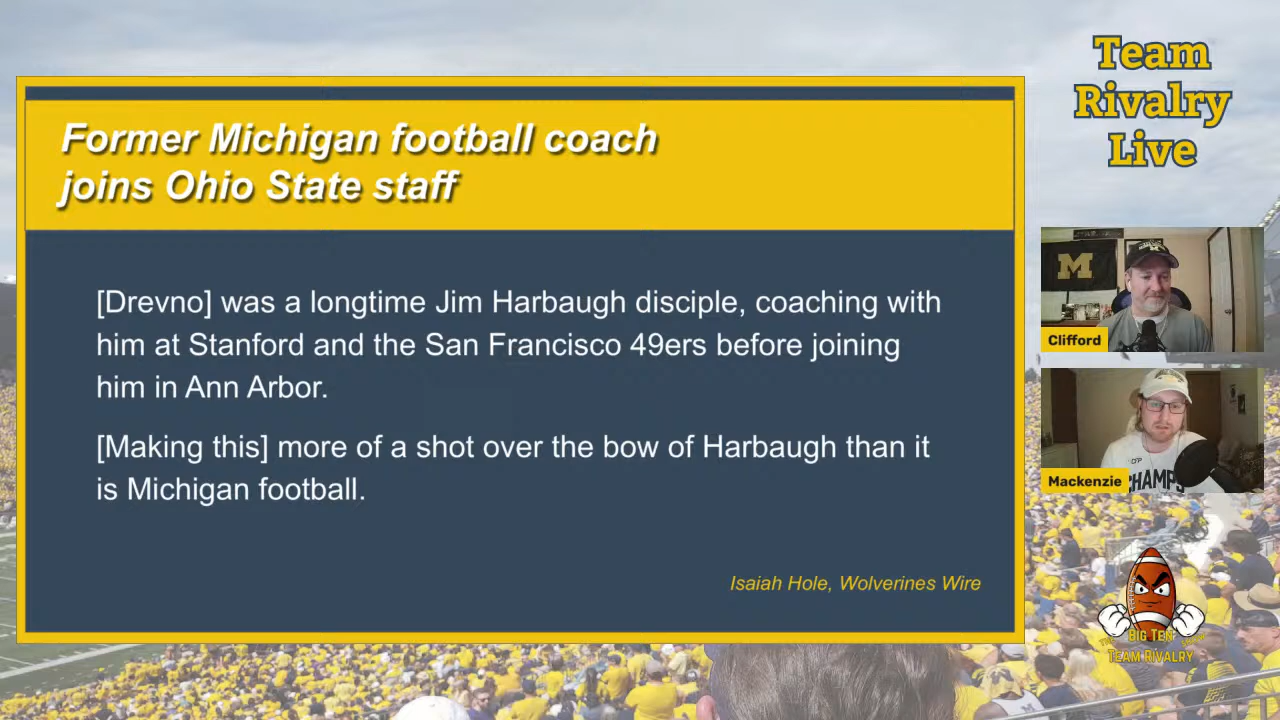 Team
Rivalry
Live
Former Michigan football coach
joins Ohio State staff
[Drevno] was a longtime Jim Harbaugh disciple, coaching with
him at Stanford and the San Francisco 49ers before joining
him in Ann Arbor.
[Making this] more of a shot over the bow of Harbaugh than it
is Michigan football.
Isaiah Hole, Wolverines Wire
M
Clifford
CHAMPS
Mackenzie
BIG TEN
TEAM RIVALRY